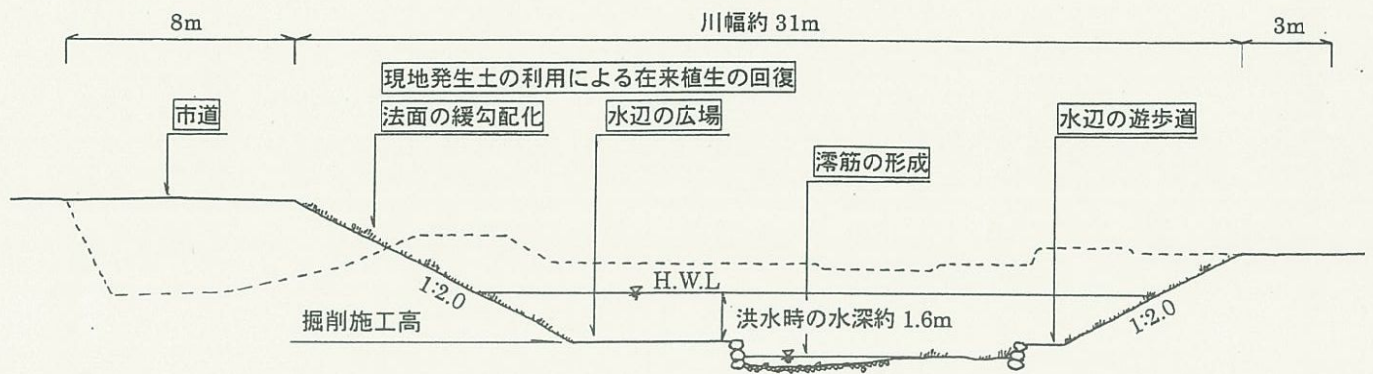 8m
川幅約 31m
3m
現地発生土の利用による在来植生の回復
市道
法面の緩勾配化
水辺の広場
水辺の遊歩道
澪筋の形成
H.W.L
1:2.0
掘削施工高
洪水時の水深約 1.6m
1:2.0